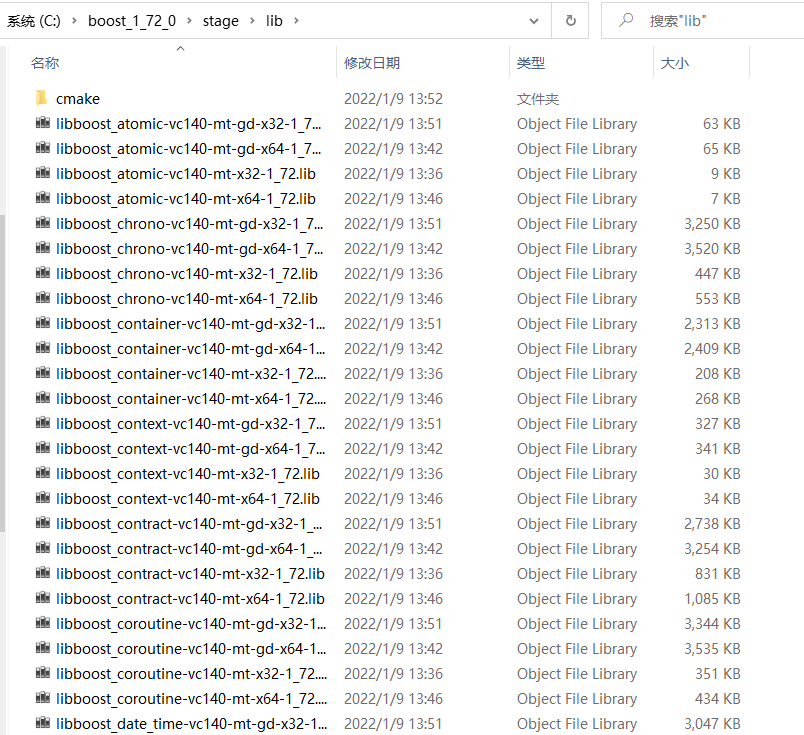 系统 (C:) > boost_1_72_0 > stage > lib >
搜索"lib"
名称 修改日期 类型 大小
cmake 2022/1/9 13:52 文件夹
libboost_atomic-vc140-mt-gd-x32-1_7... 2022/1/9 13:51 Object File Library 63 KB
libboost_atomic-vc140-mt-gd-x64-1_7... 2022/1/9 13:42 Object File Library 65 KB
libboost_atomic-vc140-mt-x32-1_72.lib 2022/1/9 13:36 Object File Library 9 KB
libboost_atomic-vc140-mt-x64-1_72.lib 2022/1/9 13:46 Object File Library 7 KB
libboost_chrono-vc140-mt-gd-x32-1_7... 2022/1/9 13:51 Object File Library 3,250 KB
libboost_chrono-vc140-mt-gd-x64-1_7... 2022/1/9 13:42 Object File Library 3,520 KB
libboost_chrono-vc140-mt-x32-1_72.lib 2022/1/9 13:36 Object File Library 447 KB
libboost_chrono-vc140-mt-x64-1_72.lib 2022/1/9 13:46 Object File Library 553 KB
libboost_container-vc140-mt-gd-x32-1... 2022/1/9 13:51 Object File Library 2,313 KB
libboost_container-vc140-mt-gd-x64-1... 2022/1/9 13:42 Object File Library 2,409 KB
libboost_container-vc140-mt-x32-1_72.... 2022/1/9 13:36 Object File Library 208 KB
libboost_container-vc140-mt-x64-1_72.... 2022/1/9 13:46 Object File Library 268 KB
libboost_context-vc140-mt-gd-x32-1_7... 2022/1/9 13:51 Object File Library 327 KB
libboost_context-vc140-mt-gd-x64-1_7... 2022/1/9 13:42 Object File Library 341 KB
libboost_context-vc140-mt-x32-1_72.lib 2022/1/9 13:36 Object File Library 30 KB
libboost_context-vc140-mt-x64-1_72.lib 2022/1/9 13:46 Object File Library 34 KB
libboost_contract-vc140-mt-gd-x32-1_... 2022/1/9 13:51 Object File Library 2,738 KB
libboost_contract-vc140-mt-gd-x64-1_... 2022/1/9 13:42 Object File Library 3,254 KB
libboost_contract-vc140-mt-x32-1_72.lib 2022/1/9 13:36 Object File Library 831 KB
libboost_contract-vc140-mt-x64-1_72.lib 2022/1/9 13:46 Object File Library 1,085 KB
libboost_coroutine-vc140-mt-gd-x32-1... 2022/1/9 13:51 Object File Library 3,344 KB
libboost_coroutine-vc140-mt-gd-x64-1... 2022/1/9 13:42 Object File Library 3,535 KB
libboost_coroutine-vc140-mt-x32-1_72.... 2022/1/9 13:36 Object File Library 351 KB
libboost_coroutine-vc140-mt-x64-1_72.... 2022/1/9 13:46 Object File Library 434 KB
libboost_date_time-vc140-mt-gd-x32-1... 2022/1/9 13:51 Object File Library 3,047 KB